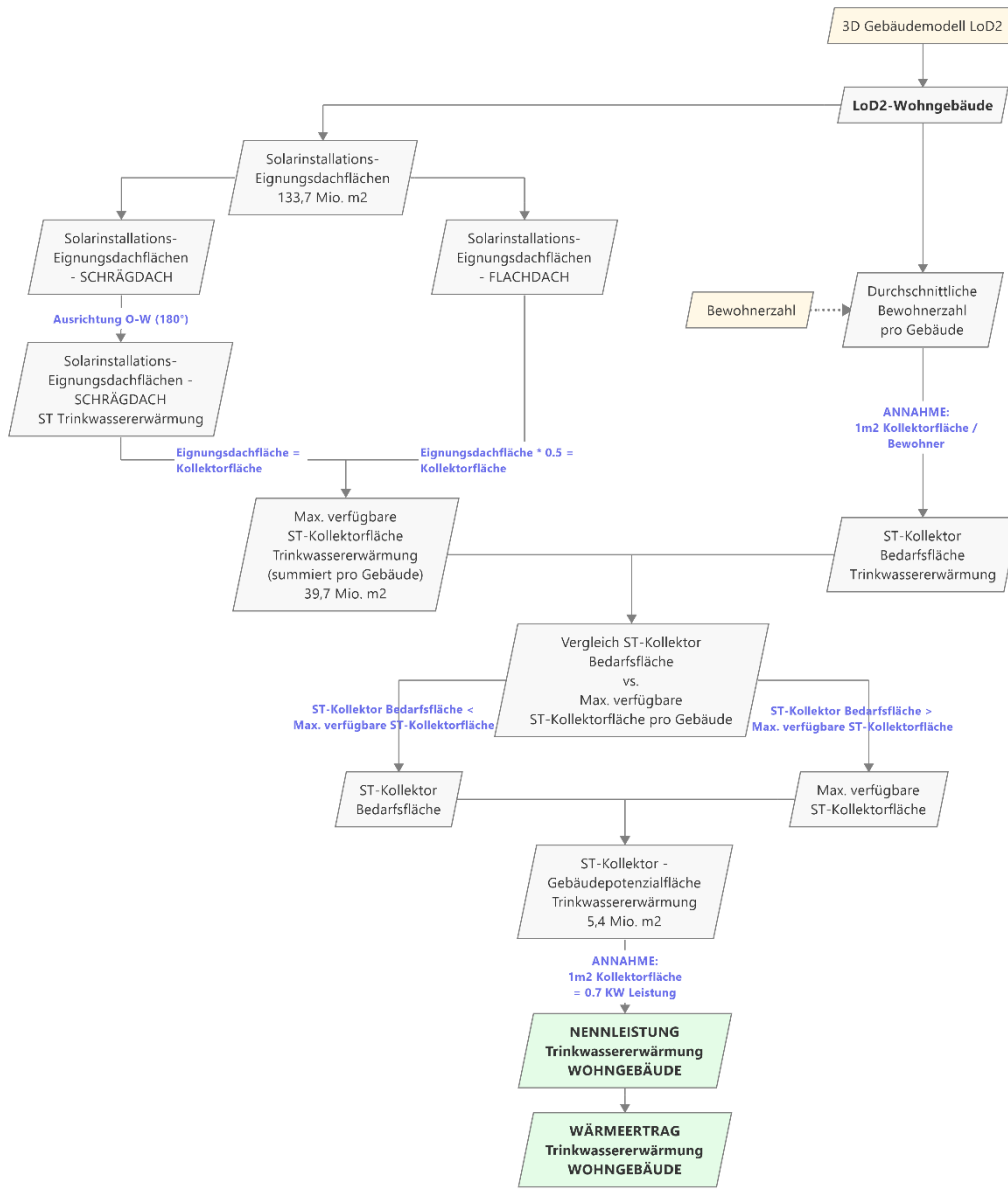 3D Gebäudemodell LoD2
LoD2-Wohngebäude
Solarinstallations-
Eignungsdachflächen
133,7 Mio. m2
Solarinstallations-
Eignungsdachflächen
- SCHRÄGDACH
Solarinstallations-
Eignungsdachflächen
- FLACHDACH
Bewohnerzahl
Durchschnittliche
Bewohnerzahl
pro Gebäude
Ausrichtung O-W (180°)
Solarinstallations-
Eignungsdachflächen -
SCHRÄGDACH
ST Trinkwassererwärmung
ANNAHME:
1m2 Kollektorfläche /
Bewohner
Eignungsdachfläche =
Kollektorfläche
Eignungsdachfläche * 0.5 =
Kollektorfläche
Max. verfügbare
ST-Kollektorfläche
Trinkwassererwärmung
(summiert pro Gebäude)
39,7 Mio. m2
ST-Kollektor
Bedarfsfläche
Trinkwassererwärmung
Vergleich ST-Kollektor
Bedarfsfläche
vs.
Max. verfügbare
ST-Kollektorfläche pro Gebäude
ST-Kollektor Bedarfsfläche <
Max. verfügbare ST-Kollektorfläche
ST-Kollektor Bedarfsfläche >
Max. verfügbare ST-Kollektorfläche
ST-Kollektor
Bedarfsfläche
Max. verfügbare
ST-Kollektorfläche
ST-Kollektor -
Gebäudepotenzialfläche
Trinkwassererwärmung
5,4 Mio. m2
ANNAHME:
1m2 Kollektorfläche
= 0.7 KW Leistung
NENNLEISTUNG
Trinkwassererwärmung
WOHNGEBÄUDE
WÄRMEERTRAG
Trinkwassererwärmung
WOHNGEBÄUDE